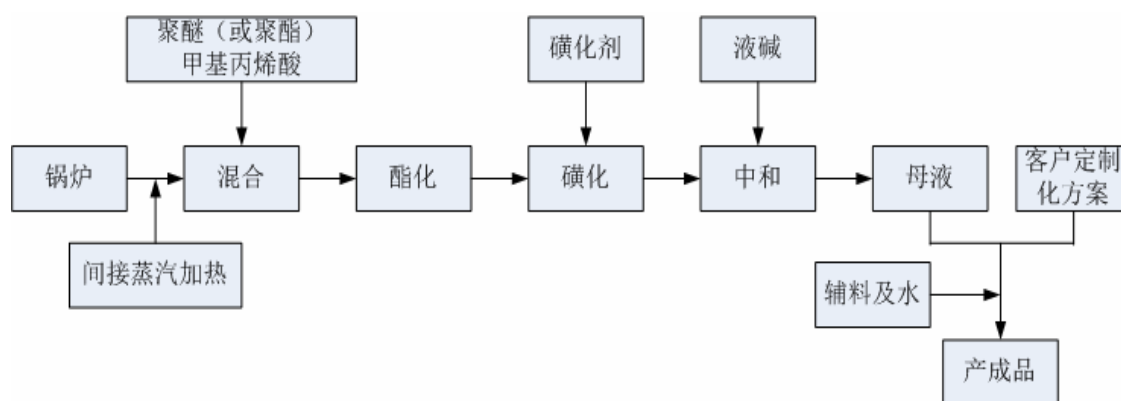 聚醚（或聚酯）
甲基丙烯酸
磺化剂
液碱
锅炉
混合
酯化
磺化
中和
母液
客户定制
化方案
间接蒸汽加热
辅料及水
产成品